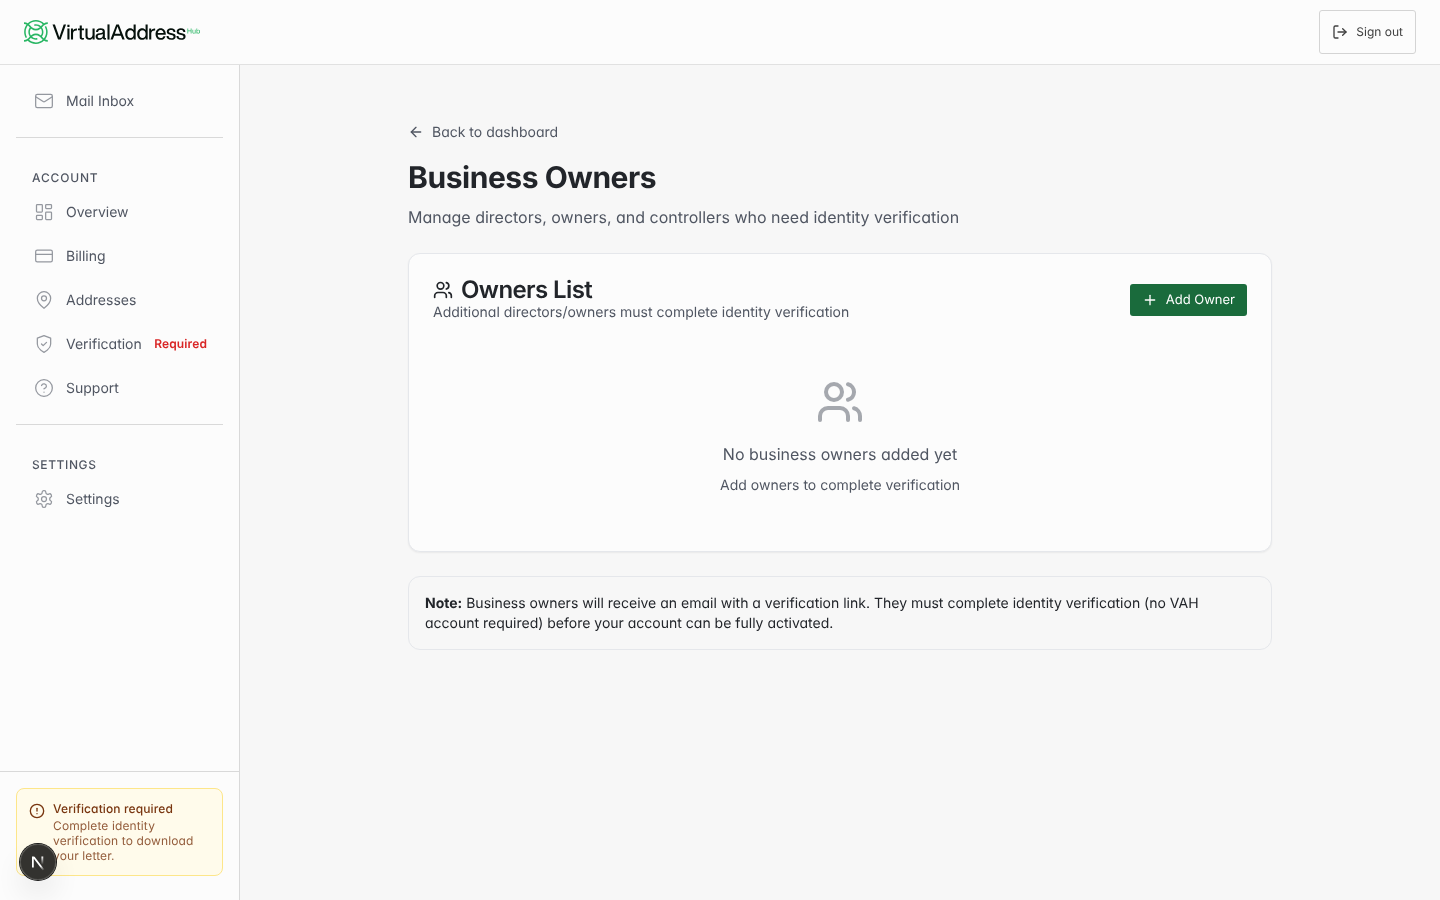 VirtualAddress Hub
Sign out
Mail Inbox
ACCOUNT
Overview
Billing
Addresses
Verification Required
Support
SETTINGS
Settings
Verification required
Complete identity
verification to download
your letter.
N
Back to dashboard
Business Owners
Manage directors, owners, and controllers who need identity verification
Owners List
Additional directors/owners must complete identity verification
Add Owner
No business owners added yet
Add owners to complete verification
Note: Business owners will receive an email with a verification link. They must complete identity verification (no VAH
account required) before your account can be fully activated.